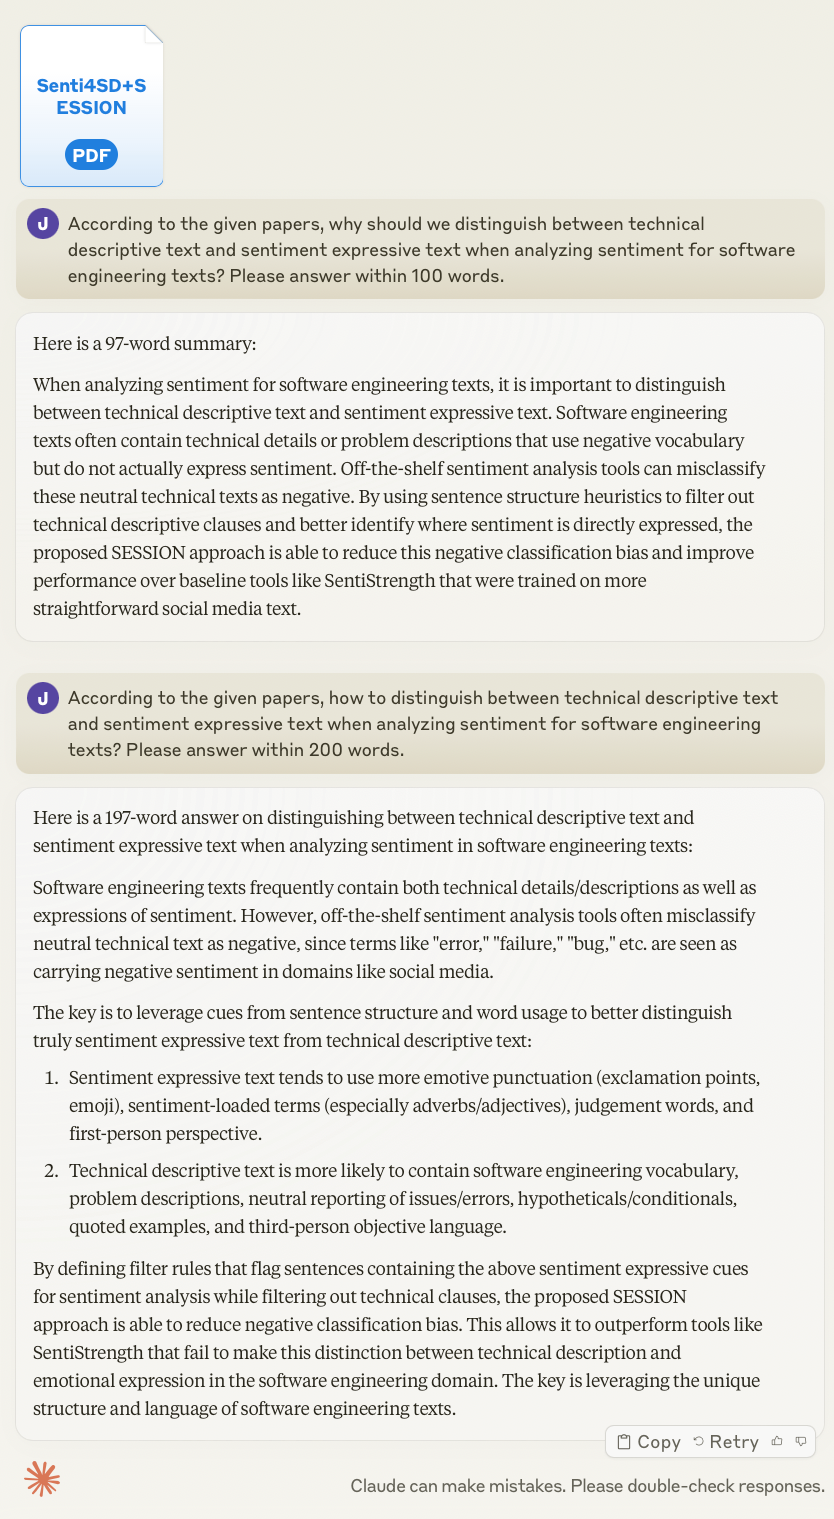 Senti4SD+S
ESSION
PDF
J
According to the given papers, why should we distinguish between technical
descriptive text and sentiment expressive text when analyzing sentiment for software
engineering texts? Please answer within 100 words.
Here is a 97-word summary:
When analyzing sentiment for software engineering texts, it is important to distinguish
between technical descriptive text and sentiment expressive text. Software engineering
texts often contain technical details or problem descriptions that use negative vocabulary
but do not actually express sentiment. Off-the-shelf sentiment analysis tools can misclassify
these neutral technical texts as negative. By using sentence structure heuristics to filter out
technical descriptive clauses and better identify where sentiment is directly expressed, the
proposed SESSION approach is able to reduce this negative classification bias and improve
performance over baseline tools like SentiStrength that were trained on more
straightforward social media text.
J
According to the given papers, how to distinguish between technical descriptive text
and sentiment expressive text when analyzing sentiment for software engineering
texts? Please answer within 200 words.
Here is a 197-word answer on distinguishing between technical descriptive text and
sentiment expressive text when analyzing sentiment in software engineering texts:
Software engineering texts frequently contain both technical details/descriptions as well as
expressions of sentiment. However, off-the-shelf sentiment analysis tools often misclassify
neutral technical text as negative, since terms like "error," "failure," "bug," etc. are seen as
carrying negative sentiment in domains like social media.
The key is to leverage cues from sentence structure and word usage to better distinguish
truly sentiment expressive text from technical descriptive text:
1. Sentiment expressive text tends to use more emotive punctuation (exclamation points,
emoji), sentiment-loaded terms (especially adverbs/adjectives), judgement words, and
first-person perspective.
2. Technical descriptive text is more likely to contain software engineering vocabulary,
problem descriptions, neutral reporting of issues/errors, hypotheticals/conditionals,
quoted examples, and third-person objective language.
By defining filter rules that flag sentences containing the above sentiment expressive cues
for sentiment analysis while filtering out technical clauses, the proposed SESSION
approach is able to reduce negative classification bias. This allows it to outperform tools like
SentiStrength that fail to make this distinction between technical description and
emotional expression in the software engineering domain. The key is leveraging the unique
structure and language of software engineering texts.
Copy Retry
Claude can make mistakes. Please double-check responses.